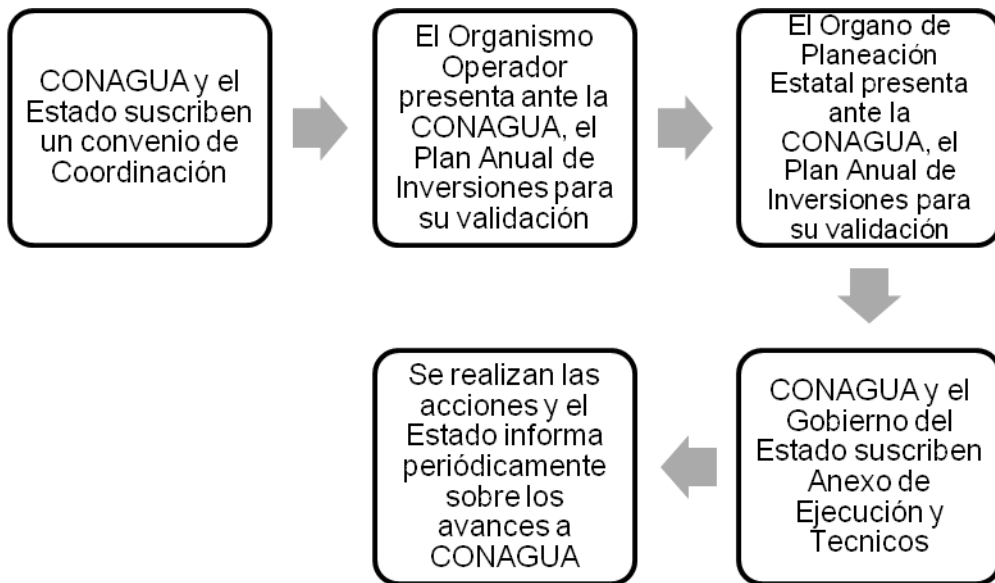 CONAGUA y el
Estado suscriben
un convenio de
Coordinación
El Organismo
Operador
presenta ante la
CONAGUA, el
Plan Anual de
Inversiones para
su validación
El Organo de
Planeación
Estatal presenta
ante la
CONAGUA, el
Plan Anual de
Inversiones para
su validación
CONAGUA y el
Gobierno del
Estado suscriben
Anexo de
Ejecución y
Tecnicos
Se realizan las
acciones y el
Estado informa
periódicamente
sobre los
avances a
CONAGUA